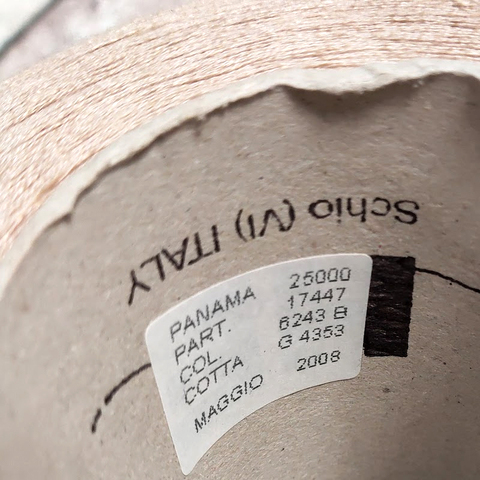 Schio (VI) ITALY
PANAMA 25000
PART. 17447
COL. 6243 B
COTTA G 4353
MAGGIO 2008